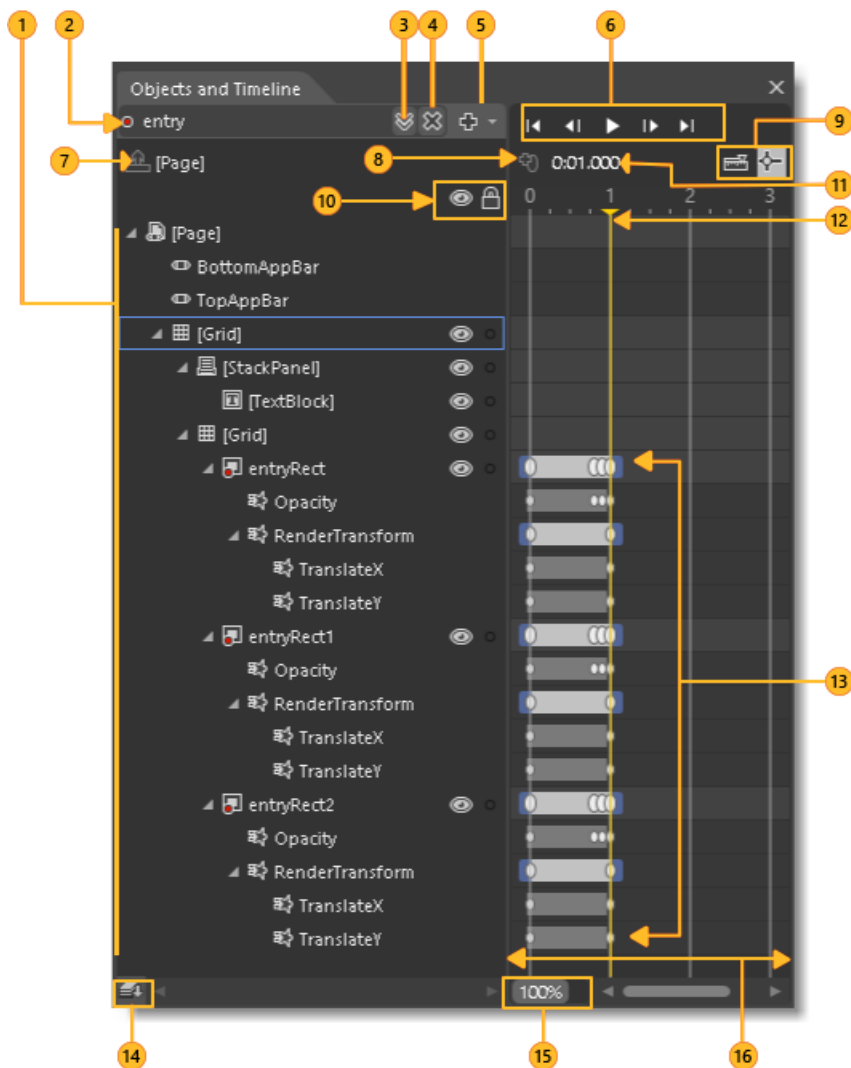 1 2 3 4 5 6
Objects and Timeline
entry
9
7 [Page] 8 0:01.000 11
10 0 1 2 3 12
[Page]
BottomAppBar
1
TopAppBar
[Grid]
[StackPanel]
[TextBlock]
[Grid]
entryRect
Opacity
RenderTransform
TranslateX
TranslateY
entryRect1
Opacity
13
RenderTransform
TranslateX
TranslateY
entryRect2
Opacity
RenderTransform
TranslateX
TranslateY
100%
14 15 16